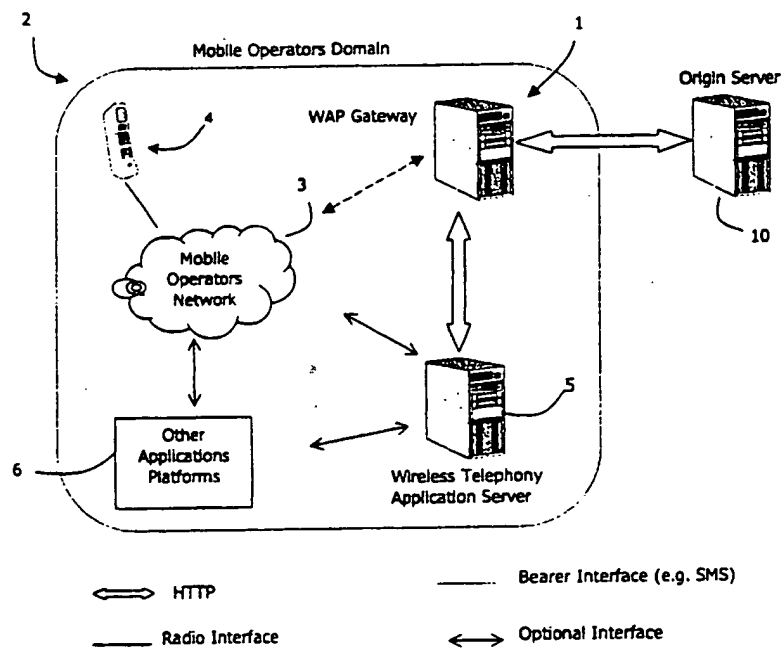 2
1
Mobile Operators Domain
Origin Server
WAP Gateway
4
3
10
Mobile
Operators
Network
5
6
Other
Applications
Platforms
Wireless Telephony
Application Server
HTTP
Bearer Interface (e.g. SMS)
Radio Interface
Optional Interface